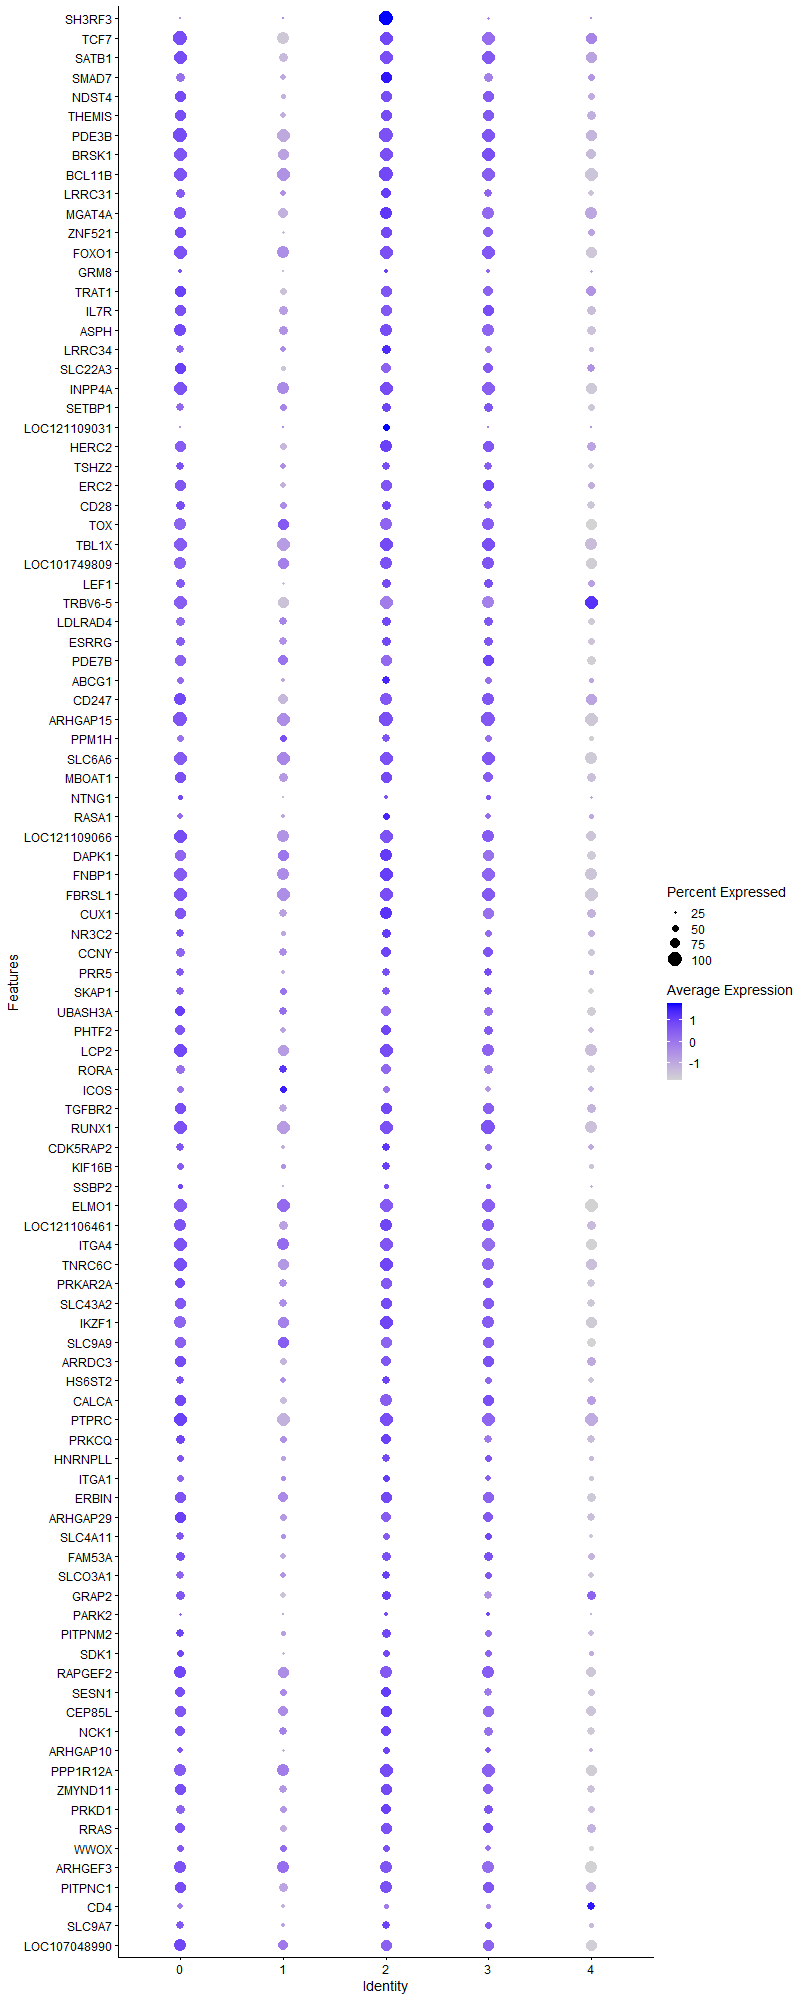 SH3RF3
TCF7
SATB1
SMAD7
NDST4
THEMIS
PDE3B
BRSK1
BCL11B
LRRC31
MGAT4A
ZNF521
FOXO1
GRM8
TRAT1
IL7R
ASPH
LRRC34
SLC22A3
INPP4A
SETBP1
LOC121109031
HERC2
TSHZ2
ERC2
CD28
TOX
TBL1X
LOC101749809
LEF1
TRBV6-5
LDLRAD4
ESRRG
PDE7B
ABCG1
CD247
ARHGAP15
PPM1H
SLC6A6
MBOAT1
NTNG1
RASA1
LOC121109066
DAPK1
FNBP1
FBRSL1
CUX1
NR3C2
CCNY
PRR5
SKAP1
UBASH3A
PHTF2
LCP2
RORA
ICOS
TGFBR2
RUNX1
CDK5RAP2
KIF16B
SSBP2
ELMO1
LOC121106461
ITGA4
TNRC6C
PRKAR2A
SLC43A2
IKZF1
SLC9A9
ARRDC3
HS6ST2
CALCA
PTPRC
PRKCQ
HNRNPLL
ITGA1
ERBIN
ARHGAP29
SLC4A11
FAM53A
SLCO3A1
GRAP2
PARK2
PITPNM2
SDK1
RAPGEF2
SESN1
CEP85L
NCK1
ARHGAP10
PPP1R12A
ZMYND11
PRKD1
RRAS
WWOX
ARHGEF3
PITPNC1
CD4
SLC9A7
LOC107048990
Features
0 1 2 3 4
Identity
Percent Expressed
25
50
75
100
Average Expression
1
0
-1